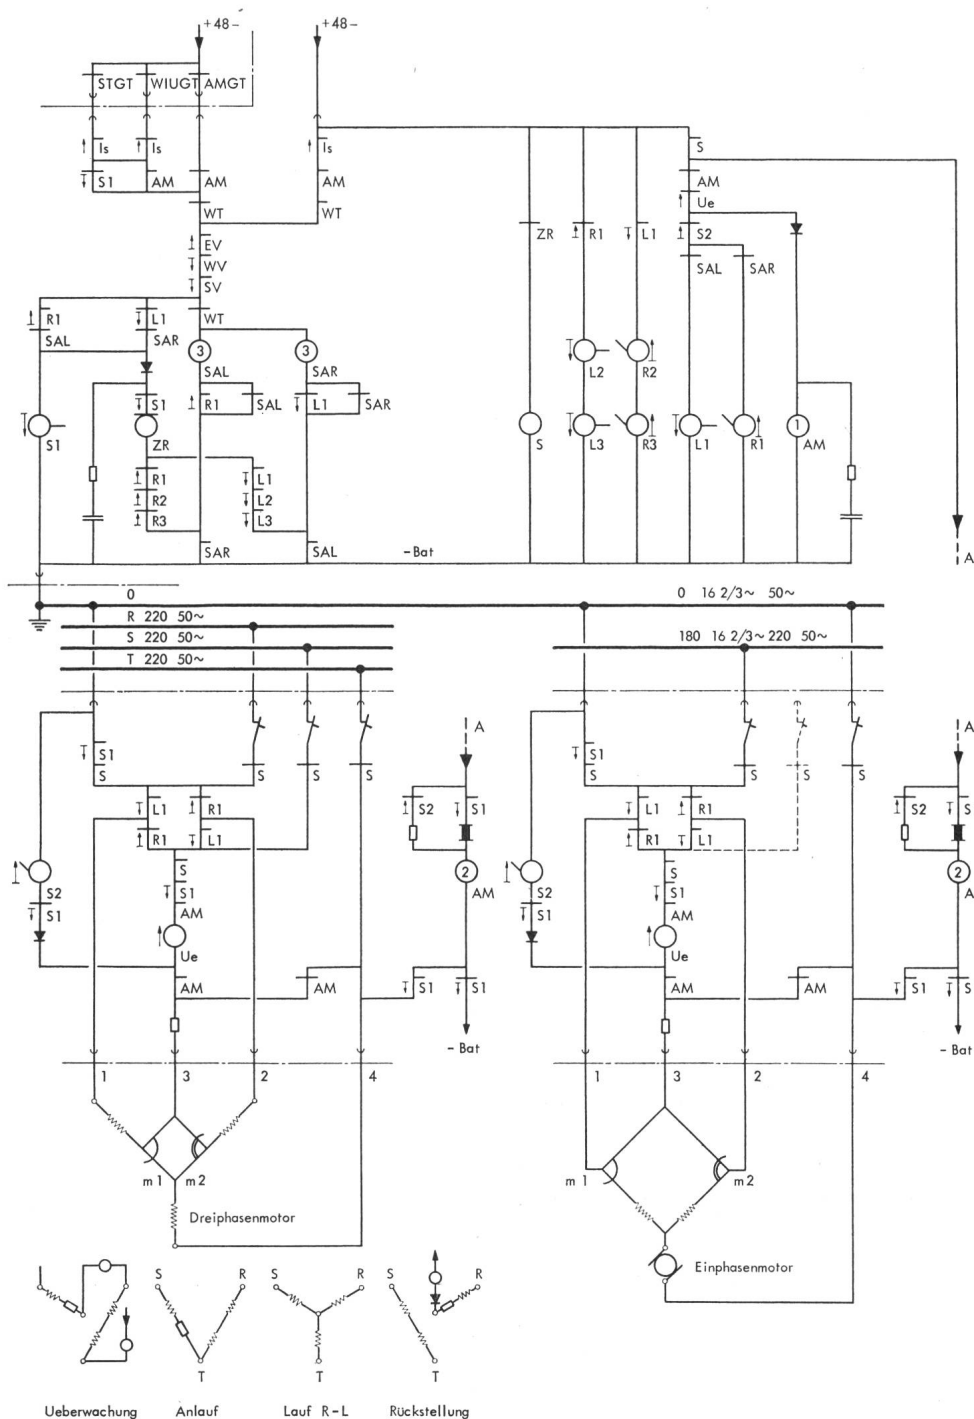 +48- +48-
STGT WIUGT AMGT
Is Is Is S
S1 AM AM AM AM
WT WT Ue
EV ZR R1 L1 S2
WV SAL SAR
SV
R1 L1 WT
SAL SAR
3 3
SAL SAR L2 R2
S1 R1 SAL L1 SAR
1
S1 ZR S L3 R3 L1 R1 AM
R1 L1
R2 L2
R3 L3
SAR SAL -Bat A
0 0 16 2/3~ 50~
R 220 50~
S 220 50~ 180 16 2/3~ 220 50~
T 220 50~
A A
S1 S1
S S S S S S S S
L1 R1 S2 S1 L1 R1 S2 S
R1 L1 R1 L1
S 2 S 2
S2 S1 AM S2 S1 A
S1 AM S1 AM
Ue Ue
AM AM S1 S1 AM AM S1 S
- Bat - Bat
1 3 2 4 1 3 2 4
m 1 m 2 m 1 m 2
Dreiphasenmotor
Einphasenmotor
S R S R S R
T T T
Ueberwachung Anlauf Lauf R-L Rückstellung